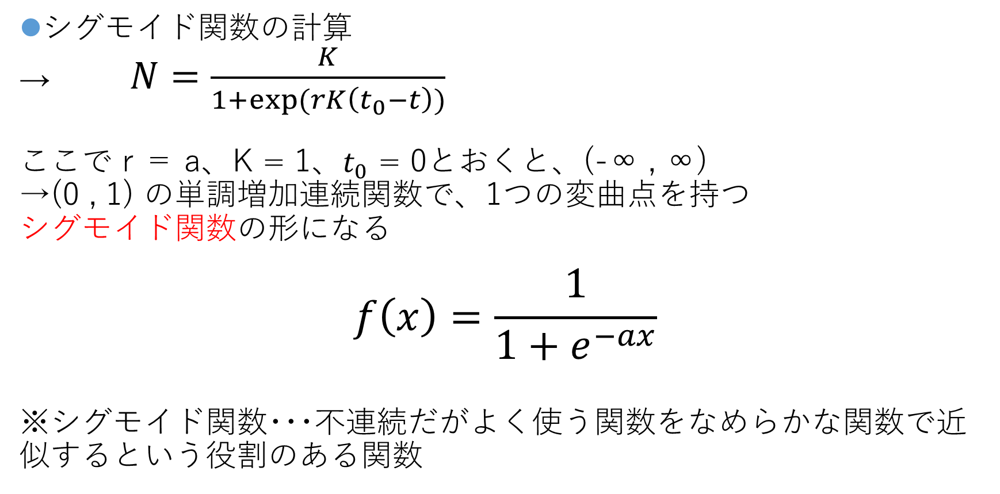 ●シグモイド関数の計算
→ N = K / (1+exp(rK(t₀−t)))
ここで r = a、K = 1、t₀ = 0とおくと、(-∞ , ∞)
→(0 , 1) の単調増加連続関数で、1つの変曲点を持つ
シグモイド関数の形になる
f(x) = 1 / (1 + e^(−ax))
※シグモイド関数･･･不連続だがよく使う関数をなめらかな関数で近
似するという役割のある関数